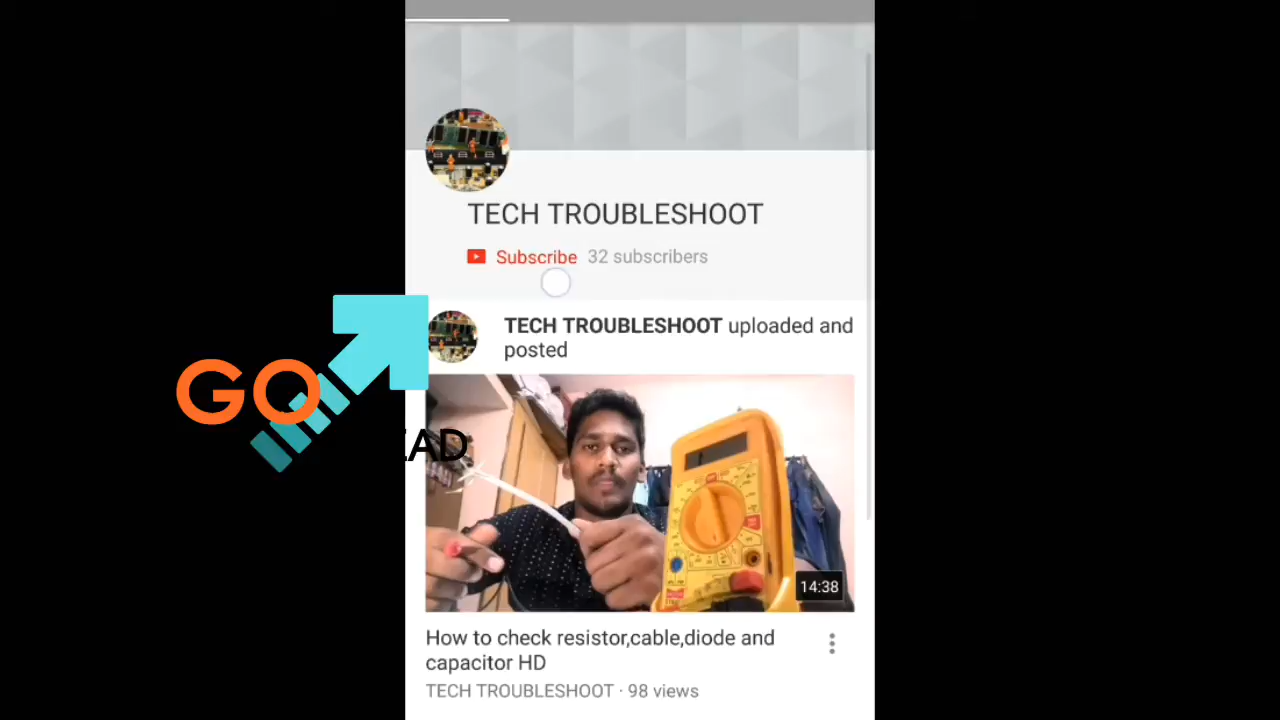 TECH TROUBLESHOOT
Subscribe 32 subscribers
TECH TROUBLESHOOT uploaded and
posted
GO
14:38
How to check resistor,cable,diode and
capacitor HD
TECH TROUBLESHOOT · 98 views